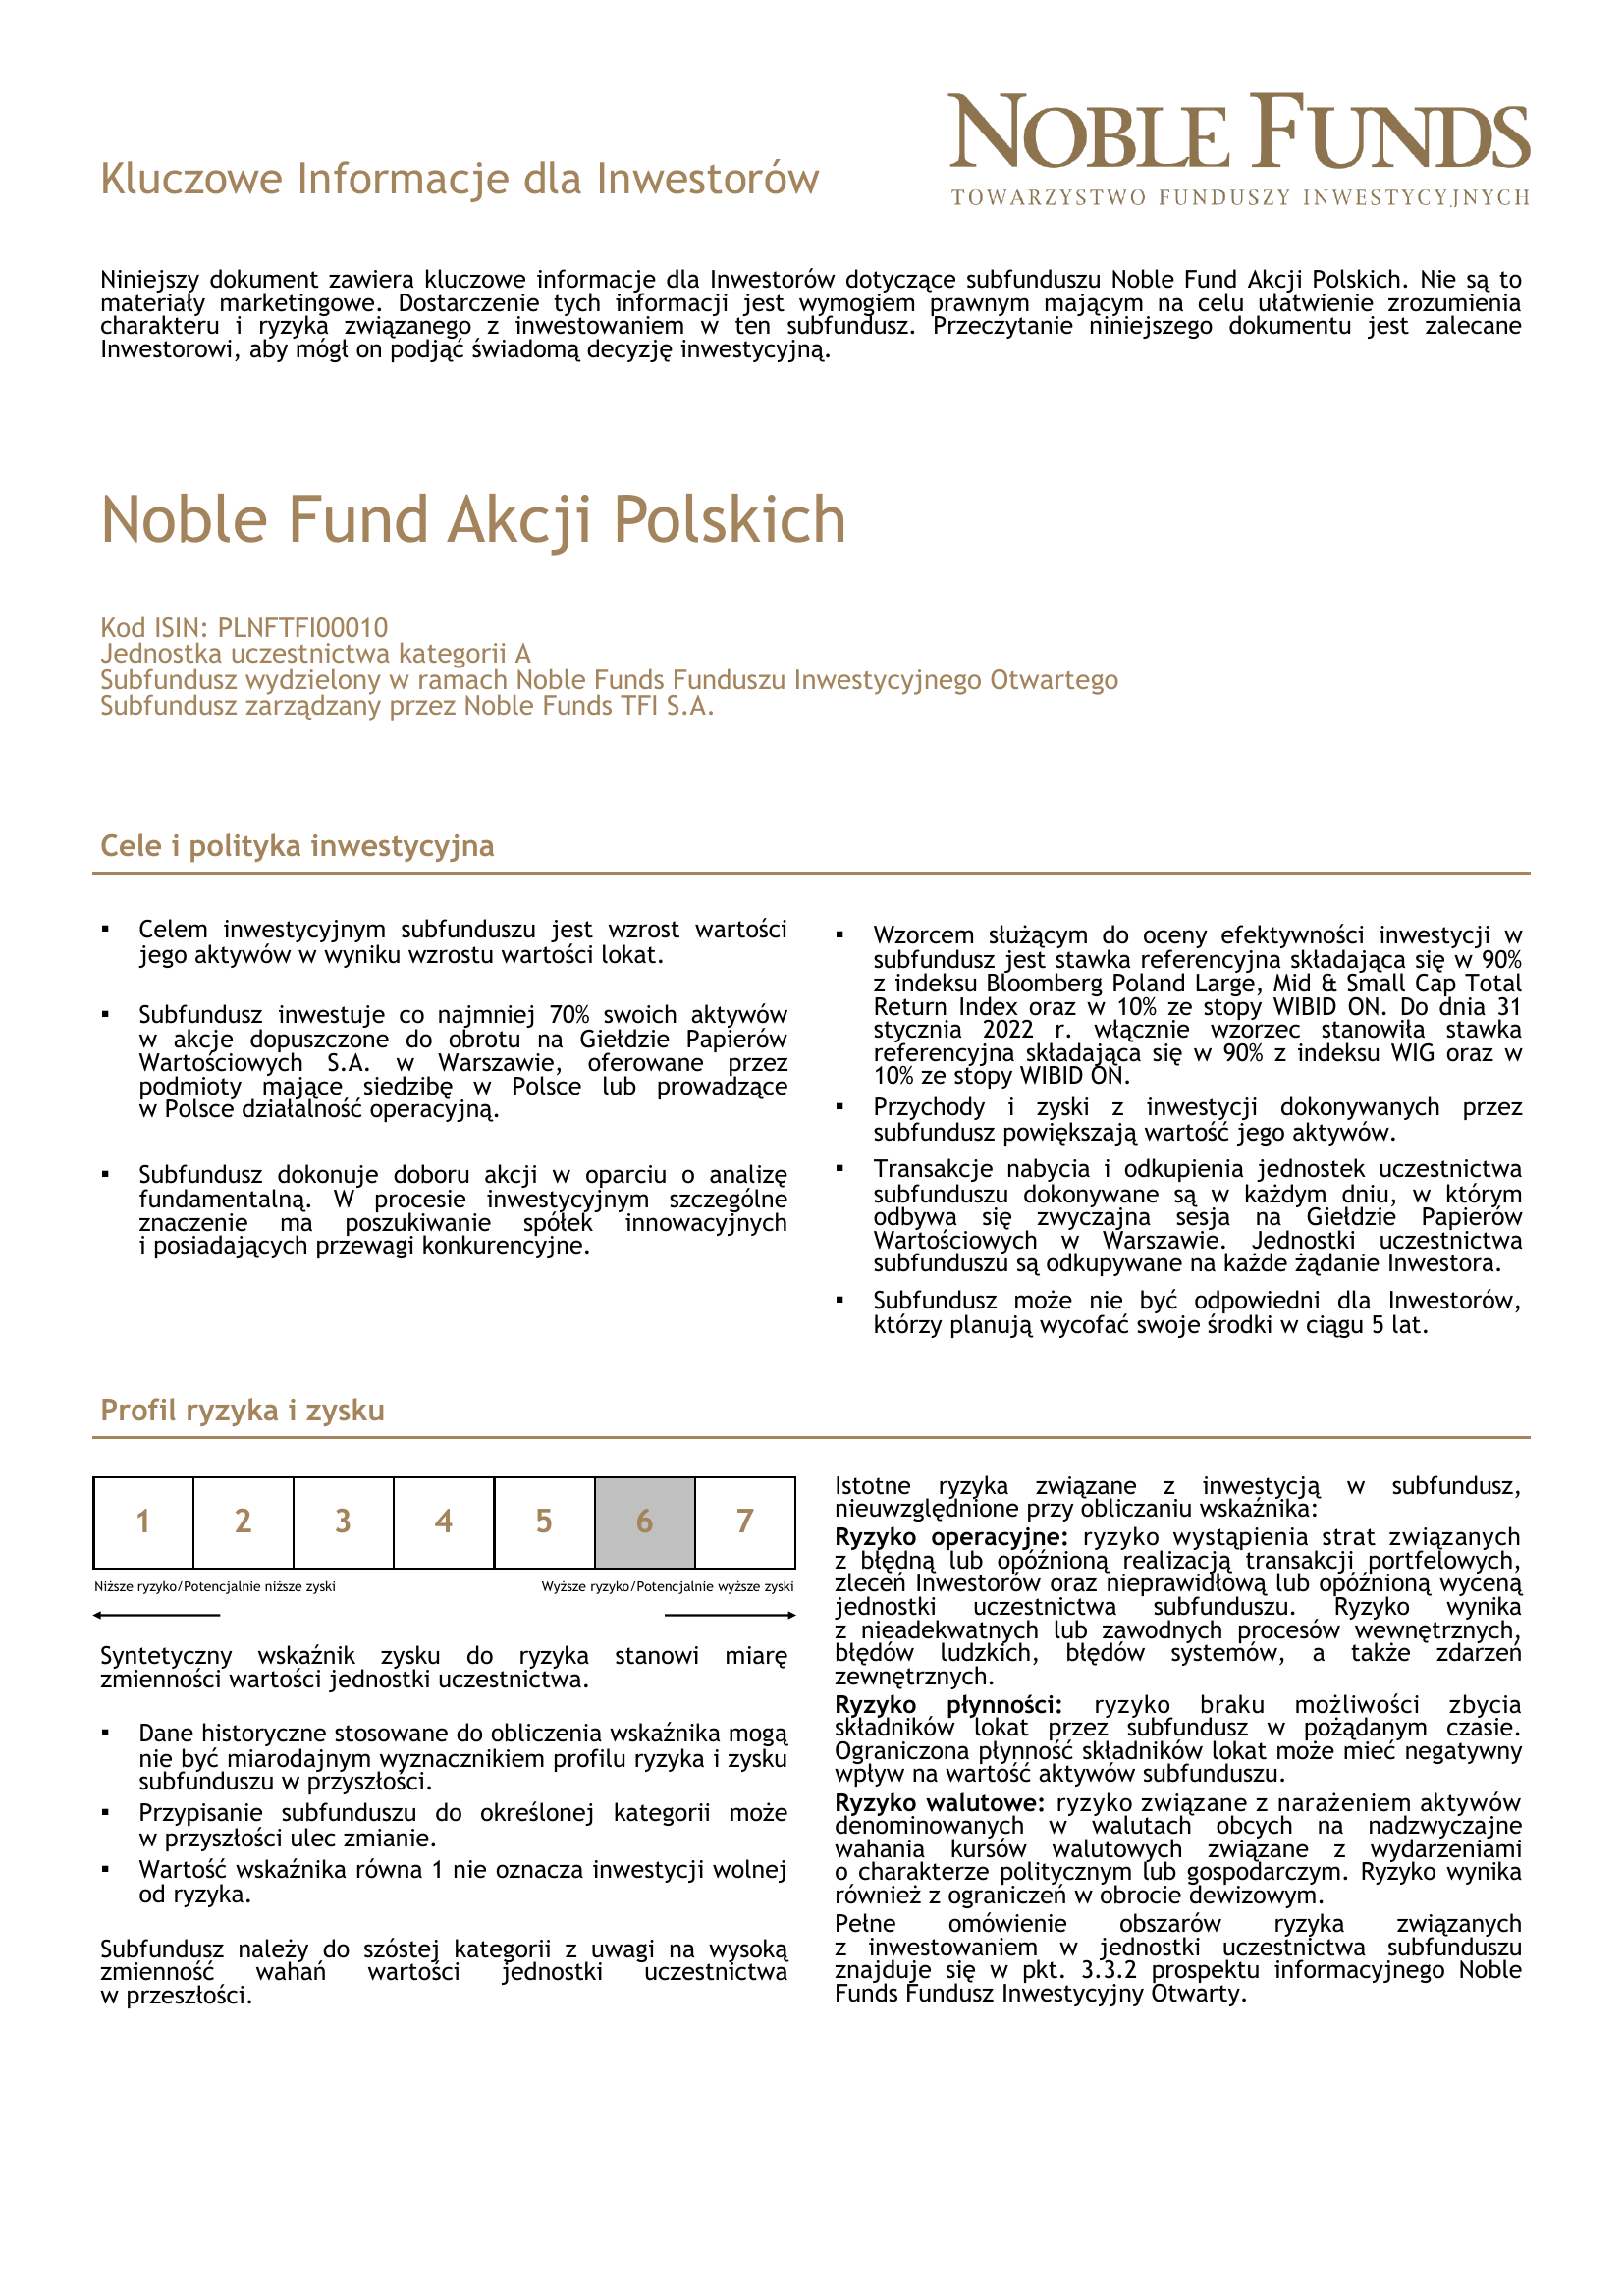 Kluczowe Informacje dla Inwestorów
NOBLE FUNDS
TOWARZYSTWO FUNDUSZY INWESTYCYJNYCH
Niniejszy dokument zawiera kluczowe informacje dla Inwestorów dotyczące subfunduszu Noble Fund Akcji Polskich. Nie są to
materiały marketingowe. Dostarczenie tych informacji jest wymogiem prawnym mającym na celu ułatwienie zrozumienia
charakteru i ryzyka związanego z inwestowaniem w ten subfundusz. Przeczytanie niniejszego dokumentu jest zalecane
Inwestorowi, aby mógł on podjąć świadomą decyzję inwestycyjną.
Noble Fund Akcji Polskich
Kod ISIN: PLNFTFI00010
Jednostka uczestnictwa kategorii A
Subfundusz wydzielony w ramach Noble Funds Funduszu Inwestycyjnego Otwartego
Subfundusz zarządzany przez Noble Funds TFI S.A.
Cele i polityka inwestycyjna
▪ Celem inwestycyjnym subfunduszu jest wzrost wartości
jego aktywów w wyniku wzrostu wartości lokat.
▪ Subfundusz inwestuje co najmniej 70% swoich aktywów
w akcje dopuszczone do obrotu na Giełdzie Papierów
Wartościowych S.A. w Warszawie, oferowane przez
podmioty mające siedzibę w Polsce lub prowadzące
w Polsce działalność operacyjną.
▪ Subfundusz dokonuje doboru akcji w oparciu o analizę
fundamentalną. W procesie inwestycyjnym szczególne
znaczenie ma poszukiwanie spółek innowacyjnych
i posiadających przewagi konkurencyjne.
▪ Wzorcem służącym do oceny efektywności inwestycji w
subfundusz jest stawka referencyjna składająca się w 90%
z indeksu Bloomberg Poland Large, Mid & Small Cap Total
Return Index oraz w 10% ze stopy WIBID ON. Do dnia 31
stycznia 2022 r. włącznie wzorzec stanowiła stawka
referencyjna składająca się w 90% z indeksu WIG oraz w
10% ze stopy WIBID ON.
▪ Przychody i zyski z inwestycji dokonywanych przez
subfundusz powiększają wartość jego aktywów.
▪ Transakcje nabycia i odkupienia jednostek uczestnictwa
subfunduszu dokonywane są w każdym dniu, w którym
odbywa się zwyczajna sesja na Giełdzie Papierów
Wartościowych w Warszawie. Jednostki uczestnictwa
subfunduszu są odkupywane na każde żądanie Inwestora.
▪ Subfundusz może nie być odpowiedni dla Inwestorów,
którzy planują wycofać swoje środki w ciągu 5 lat.
Profil ryzyka i zysku
1 2 3 4 5 6 7
Niższe ryzyko/Potencjalnie niższe zyski Wyższe ryzyko/Potencjalnie wyższe zyski
Syntetyczny wskaźnik zysku do ryzyka stanowi miarę
zmienności wartości jednostki uczestnictwa.
▪ Dane historyczne stosowane do obliczenia wskaźnika mogą
nie być miarodajnym wyznacznikiem profilu ryzyka i zysku
subfunduszu w przyszłości.
▪ Przypisanie subfunduszu do określonej kategorii może
w przyszłości ulec zmianie.
▪ Wartość wskaźnika równa 1 nie oznacza inwestycji wolnej
od ryzyka.
Subfundusz należy do szóstej kategorii z uwagi na wysoką
zmienność wahań wartości jednostki uczestnictwa
w przeszłości.
Istotne ryzyka związane z inwestycją w subfundusz,
nieuwzględnione przy obliczaniu wskaźnika:
Ryzyko operacyjne: ryzyko wystąpienia strat związanych
z błędną lub opóźnioną realizacją transakcji portfelowych,
zleceń Inwestorów oraz nieprawidłową lub opóźnioną wyceną
jednostki uczestnictwa subfunduszu. Ryzyko wynika
z nieadekwatnych lub zawodnych procesów wewnętrznych,
błędów ludzkich, błędów systemów, a także zdarzeń
zewnętrznych.
Ryzyko płynności: ryzyko braku możliwości zbycia
składników lokat przez subfundusz w pożądanym czasie.
Ograniczona płynność składników lokat może mieć negatywny
wpływ na wartość aktywów subfunduszu.
Ryzyko walutowe: ryzyko związane z narażeniem aktywów
denominowanych w walutach obcych na nadzwyczajne
wahania kursów walutowych związane z wydarzeniami
o charakterze politycznym lub gospodarczym. Ryzyko wynika
również z ograniczeń w obrocie dewizowym.
Pełne omówienie obszarów ryzyka związanych
z inwestowaniem w jednostki uczestnictwa subfunduszu
znajduje się w pkt. 3.3.2 prospektu informacyjnego Noble
Funds Fundusz Inwestycyjny Otwarty.